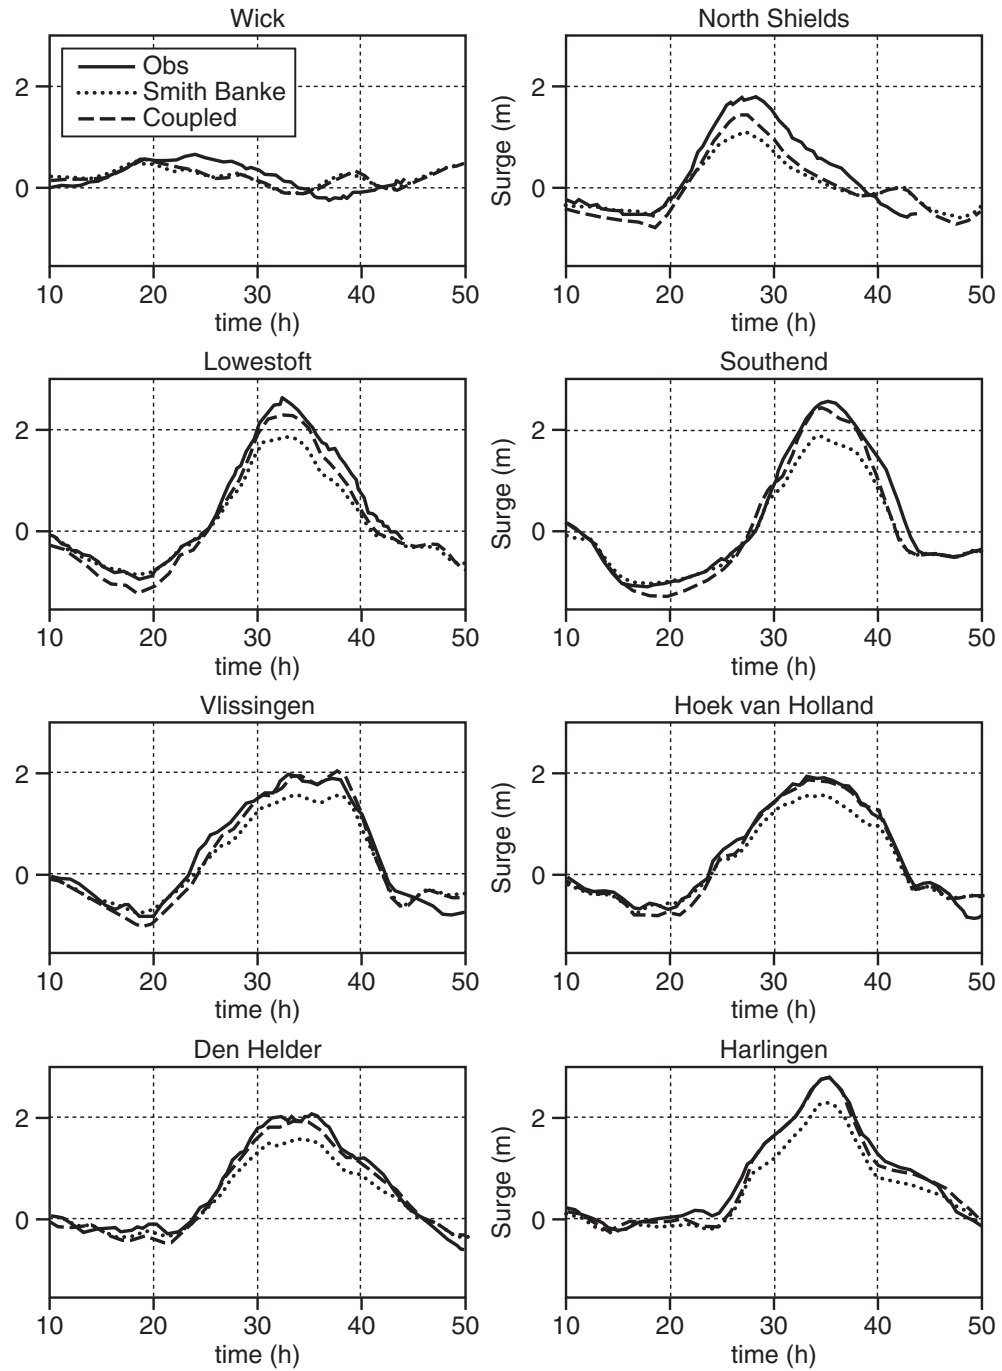 Wick
North Shields
Obs
Smith Banke
Coupled
2
0
10 20 30 40 50
time (h)
Surge (m)
2
0
10 20 30 40 50
time (h)
Lowestoft
Southend
2
0
10 20 30 40 50
time (h)
Surge (m)
2
0
10 20 30 40 50
time (h)
Vlissingen
Hoek van Holland
2
0
10 20 30 40 50
time (h)
Surge (m)
2
0
10 20 30 40 50
time (h)
Den Helder
Harlingen
2
0
10 20 30 40 50
time (h)
Surge (m)
2
0
10 20 30 40 50
time (h)